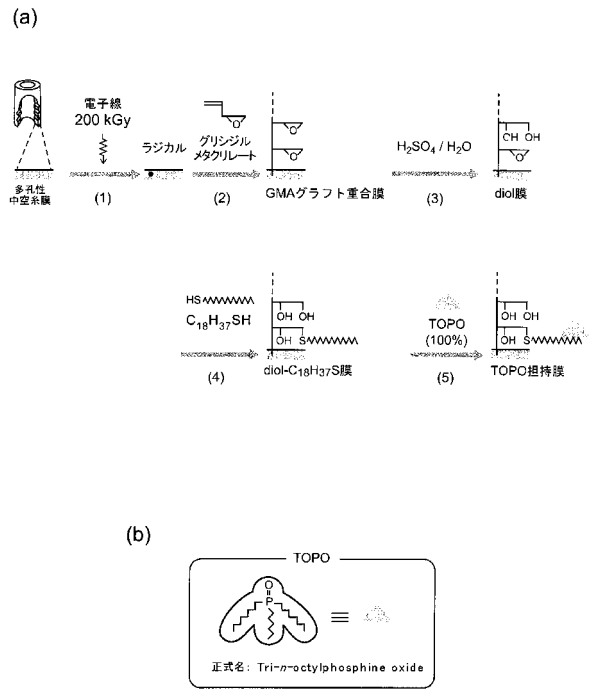 (a)
電子線
200 kGy
ラジカル
グリシジル
メタクリレート
O
O
O
H₂SO₄ / H₂O
OH OH
O
多孔性
中空糸膜
(1)
(2)
GMAグラフト重合膜
(3)
diol膜
HS
C₁₈H₃₇SH
OH OH
OH S
(4)
diol-C₁₈H₃₇S膜
TOPO
(100%)
OH OH
OH S
(5)
TOPO担持膜
(b)
TOPO
O
P
≡
正式名: Tri-n-octylphosphine oxide